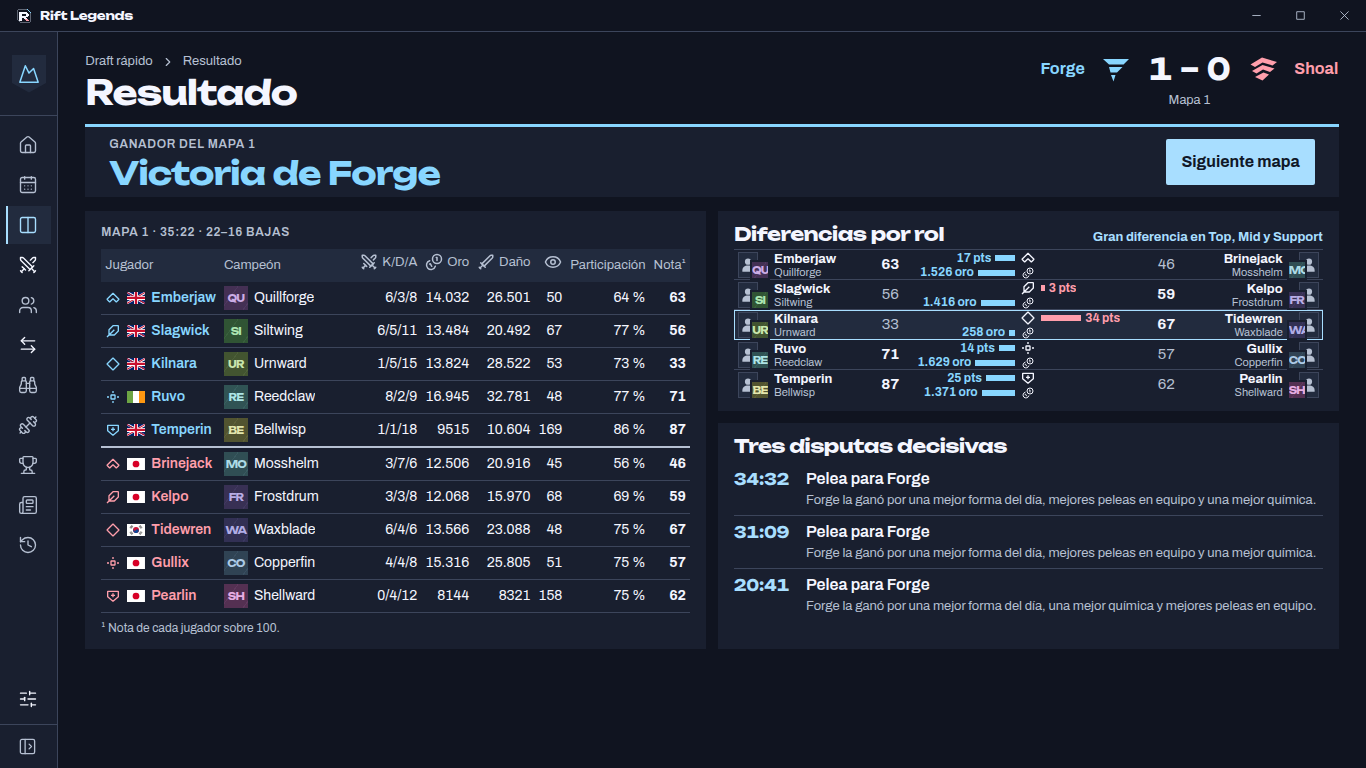 Rift Legends
Draft rápido > Resultado
Resultado
Forge 1 – 0 Shoal
Mapa 1
GANADOR DEL MAPA 1
Victoria de Forge
Siguiente mapa
MAPA 1 · 35:22 · 22–16 BAJAS
Jugador Campeón K/D/A Oro Daño Participación Nota¹
Emberjaw QU Quillforge 6/3/8 14.032 26.501 50 64 % 63
Slagwick SI Siltwing 6/5/11 13.484 20.492 67 77 % 56
Kilnara UR Urnward 1/5/15 13.824 28.522 53 73 % 33
Ruvo RE Reedclaw 8/2/9 16.945 32.781 48 77 % 71
Temperin BE Bellwisp 1/1/18 9515 10.604 169 86 % 87
Brinejack MO Mosshelm 3/7/6 12.506 20.916 45 56 % 46
Kelpo FR Frostdrum 3/3/8 12.068 15.970 68 69 % 59
Tidewren WA Waxblade 6/4/6 13.566 23.088 48 75 % 67
Gullix CO Copperfin 4/4/8 15.316 25.805 51 75 % 57
Pearlin SH Shellward 0/4/12 8144 8321 158 75 % 62
¹ Nota de cada jugador sobre 100.
Diferencias por rol Gran diferencia en Top, Mid y Support
Emberjaw 17 pts Brinejack
QU Quillforge 63 1.526 oro 46 Mosshelm MO
Slagwick 3 pts Kelpo
SI Siltwing 56 1.416 oro 59 Frostdrum FR
Kilnara 34 pts Tidewren
UR Urnward 33 258 oro 67 Waxblade WA
Ruvo 14 pts Gullix
RE Reedclaw 71 1.629 oro 57 Copperfin CO
Temperin 25 pts Pearlin
BE Bellwisp 87 1.371 oro 62 Shellward SH
Tres disputas decisivas
34:32 Pelea para Forge
Forge la ganó por una mejor forma del día, mejores peleas en equipo y una mejor química.
31:09 Pelea para Forge
Forge la ganó por una mejor forma del día, mejores peleas en equipo y una mejor química.
20:41 Pelea para Forge
Forge la ganó por una mejor forma del día, una mejor química y mejores peleas en equipo.